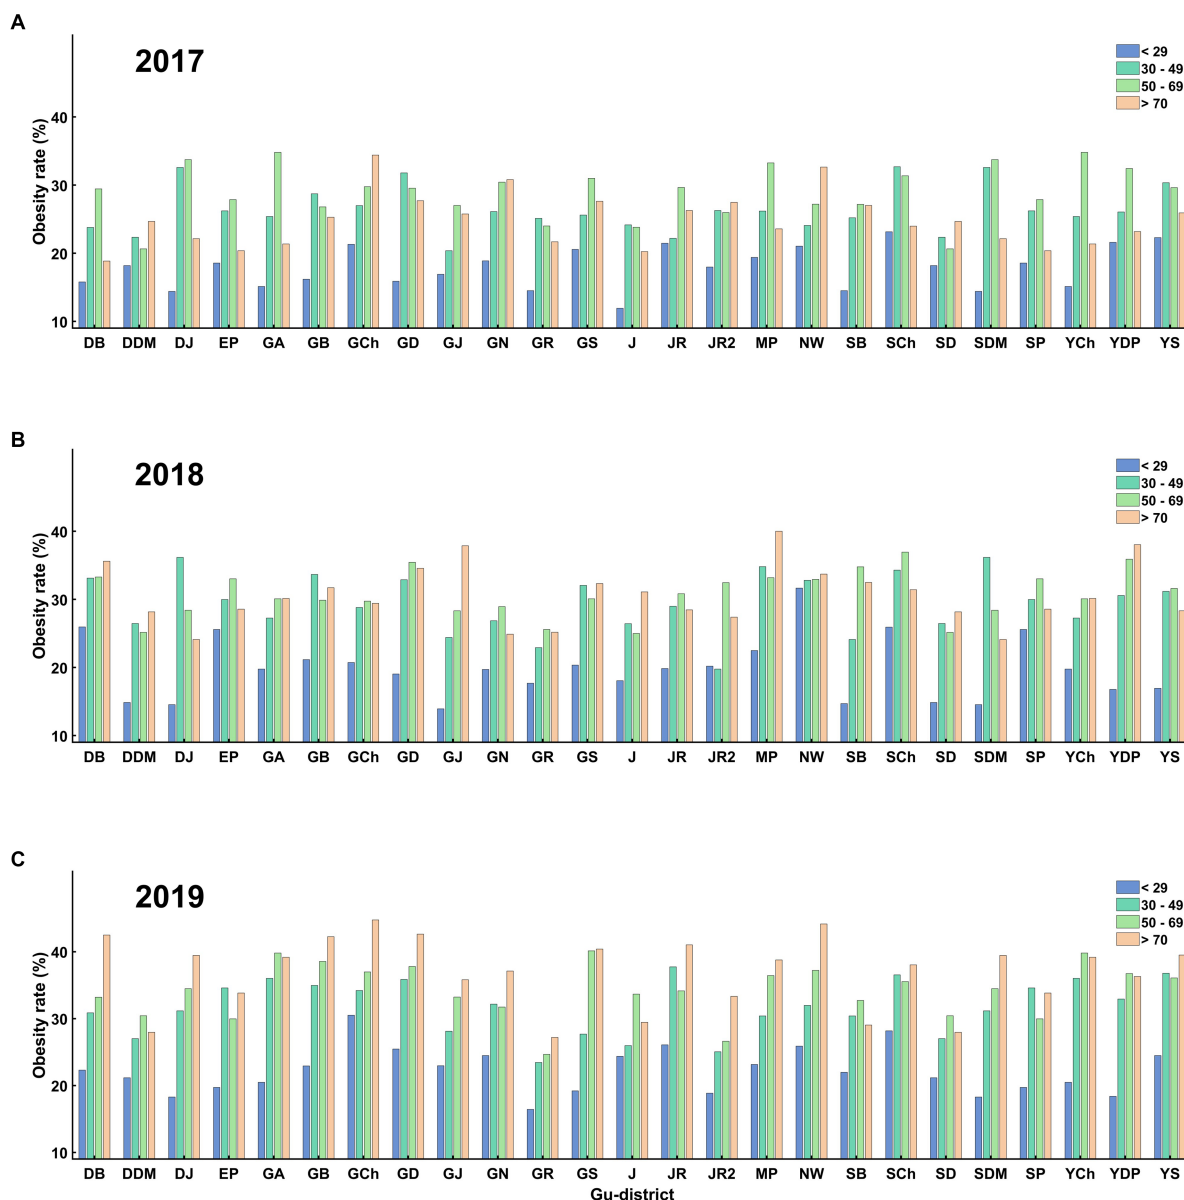 A
2017
< 29
30 - 49
50 - 69
> 70
Obesity rate (%)
40
30
20
10
DB DDM DJ EP GA GB GCh GD GJ GN GR GS J JR JR2 MP NW SB SCh SD SDM SP YCh YDP YS
B
2018
< 29
30 - 49
50 - 69
> 70
Obesity rate (%)
40
30
20
10
DB DDM DJ EP GA GB GCh GD GJ GN GR GS J JR JR2 MP NW SB SCh SD SDM SP YCh YDP YS
C
2019
< 29
30 - 49
50 - 69
> 70
Obesity rate (%)
40
30
20
10
DB DDM DJ EP GA GB GCh GD GJ GN GR GS J JR JR2 MP NW SB SCh SD SDM SP YCh YDP YS
Gu-district